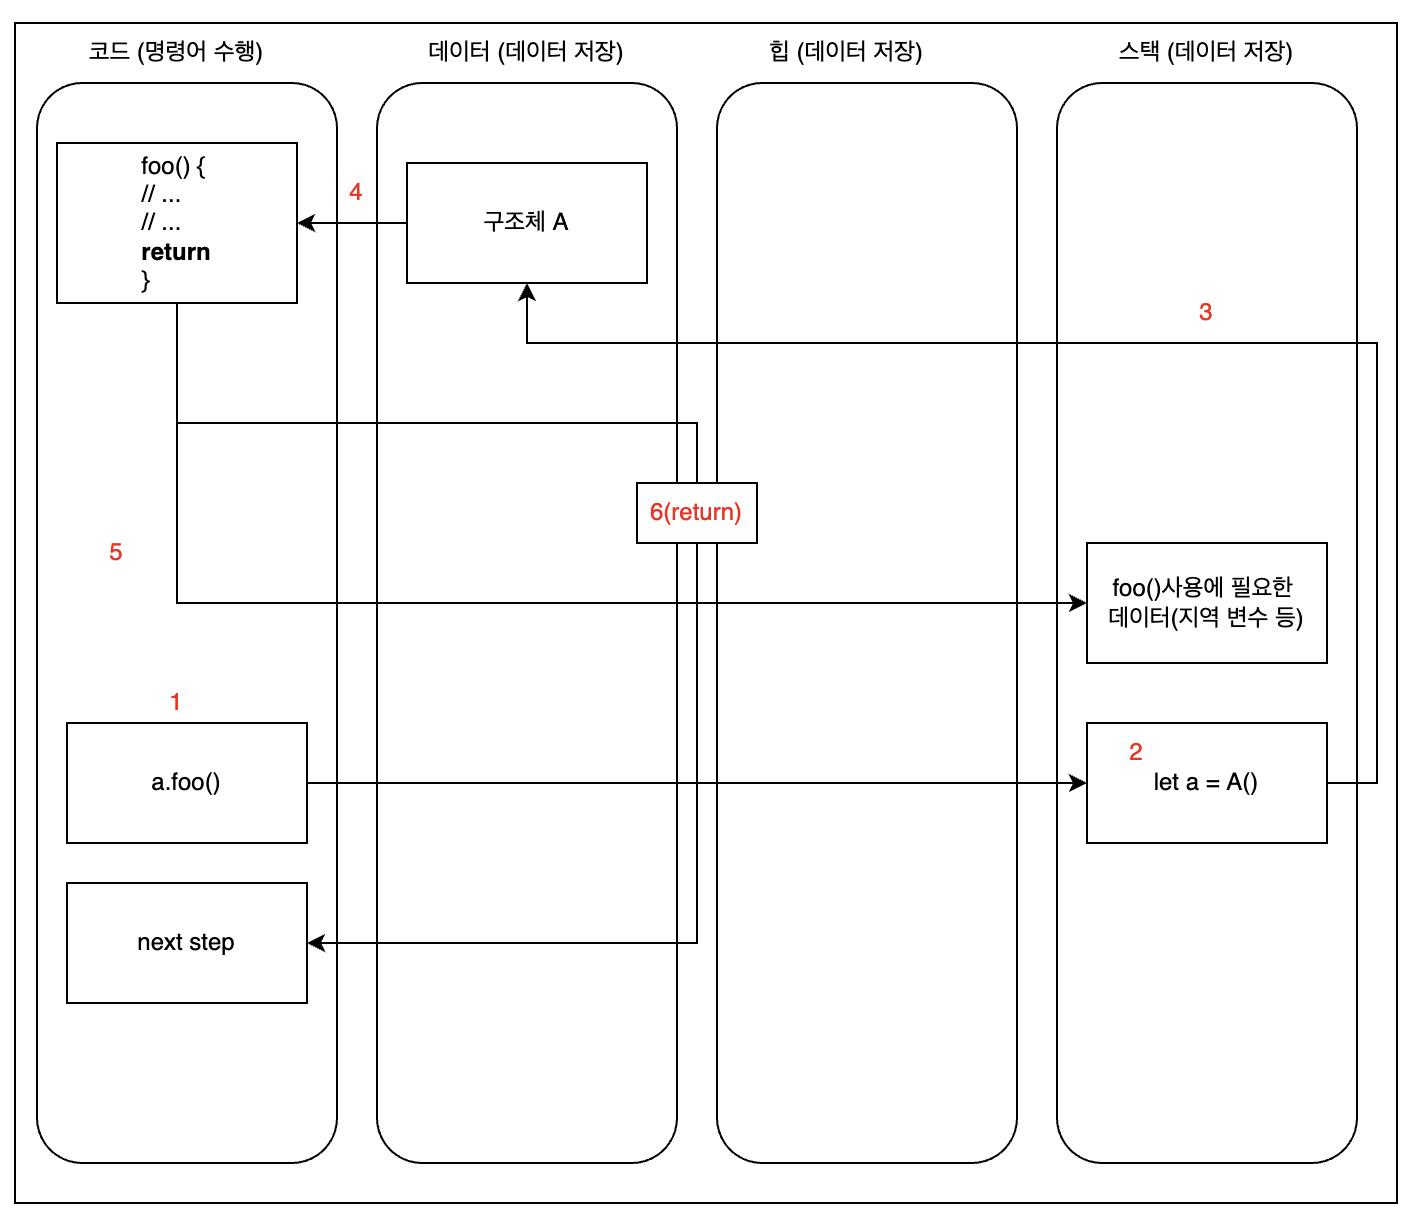 코드 (명령어 수행)
데이터 (데이터 저장)
힙 (데이터 저장)
스택 (데이터 저장)
foo() {
// ...
// ...
return
}
4
구조체 A
3
6(return)
5
foo()사용에 필요한
데이터(지역 변수 등)
1
a.foo()
2
let a = A()
next step